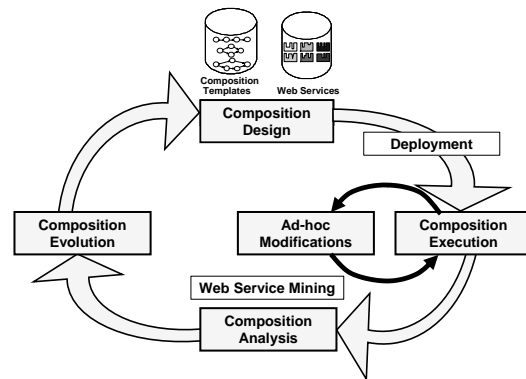 Composition
Templates
Web Services
Composition
Design
Deployment
Composition
Evolution
Ad-hoc
Modifications
Composition
Execution
Web Service Mining
Composition
Analysis